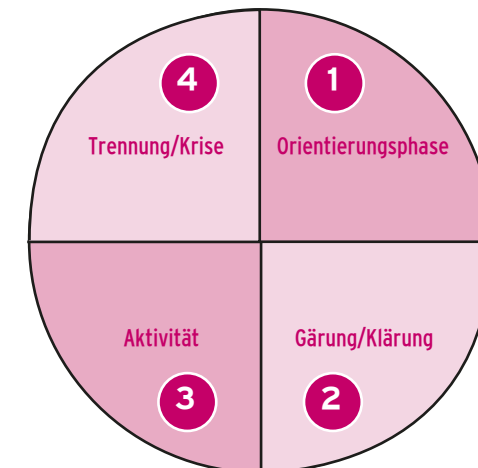 4
1
Trennung/Krise
Orientierungsphase
Aktivität
Gärung/Klärung
3
2